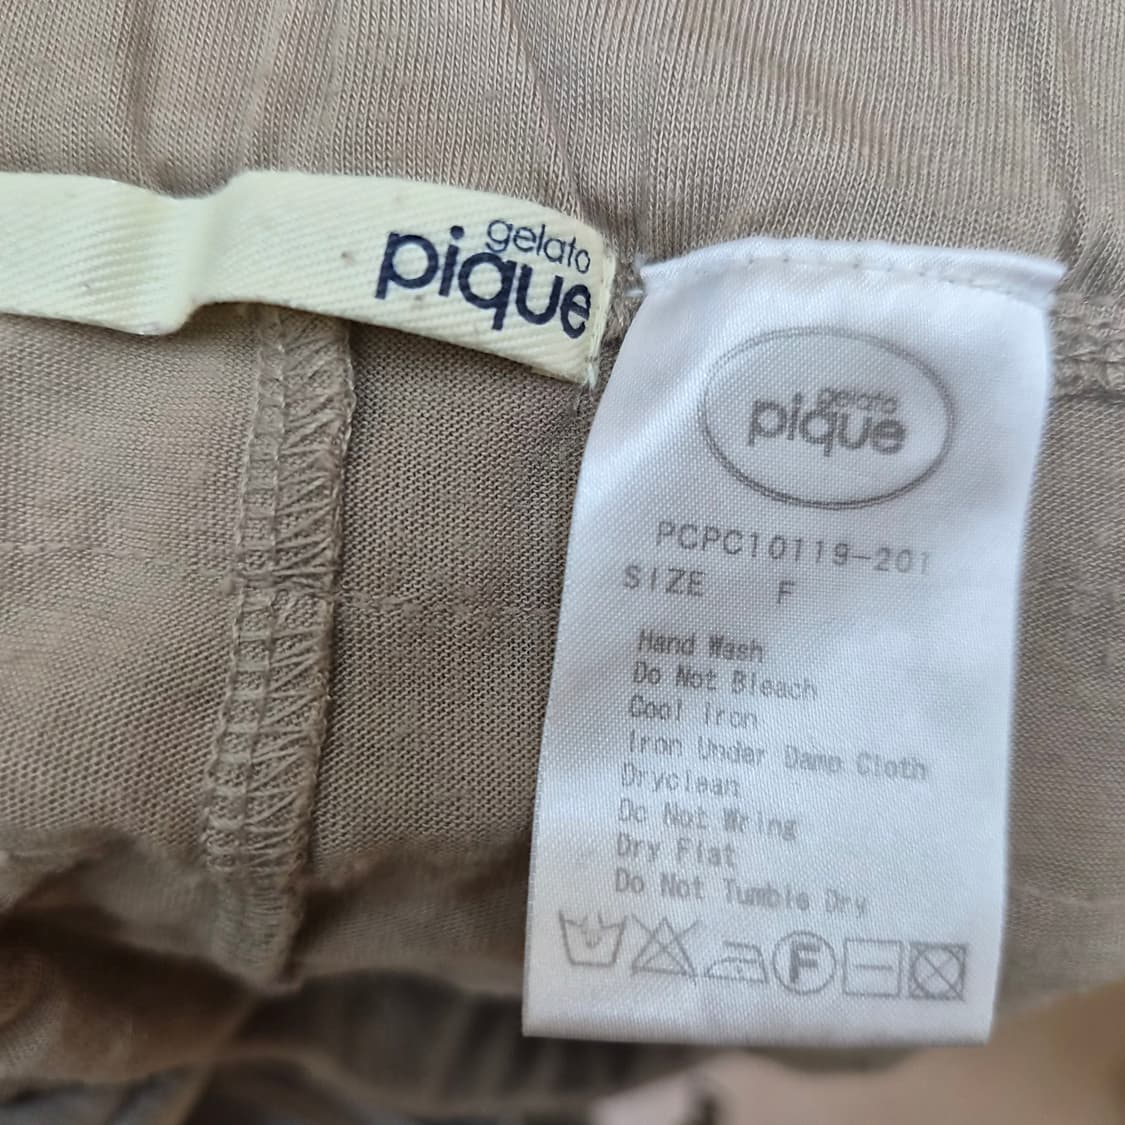 gelato
pique
gelato
pique
PCPC10119-201
SIZE F
Hand Wash
Do Not Bleach
Cool Iron
Iron Under Damp Cloth
Dryclean
Do Not Wring
Dry Flat
Do Not Tumble Dry
F